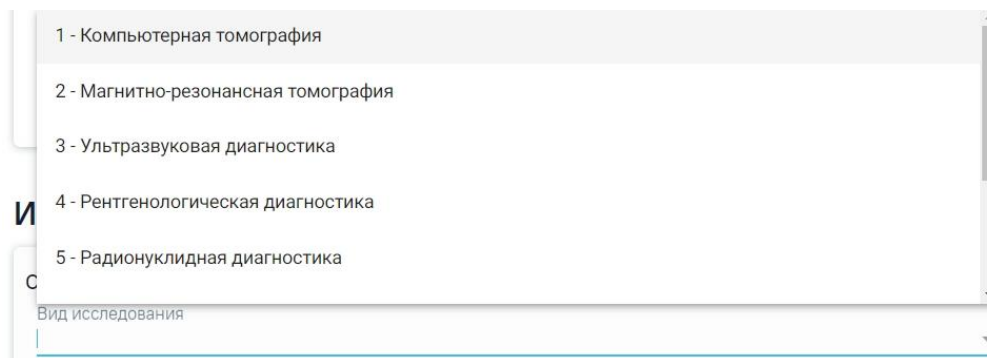 1 - Компьютерная томография
2 - Магнитно-резонансная томография
3 - Ультразвуковая диагностика
4 - Рентгенологическая диагностика
5 - Радионуклидная диагностика
Вид исследования